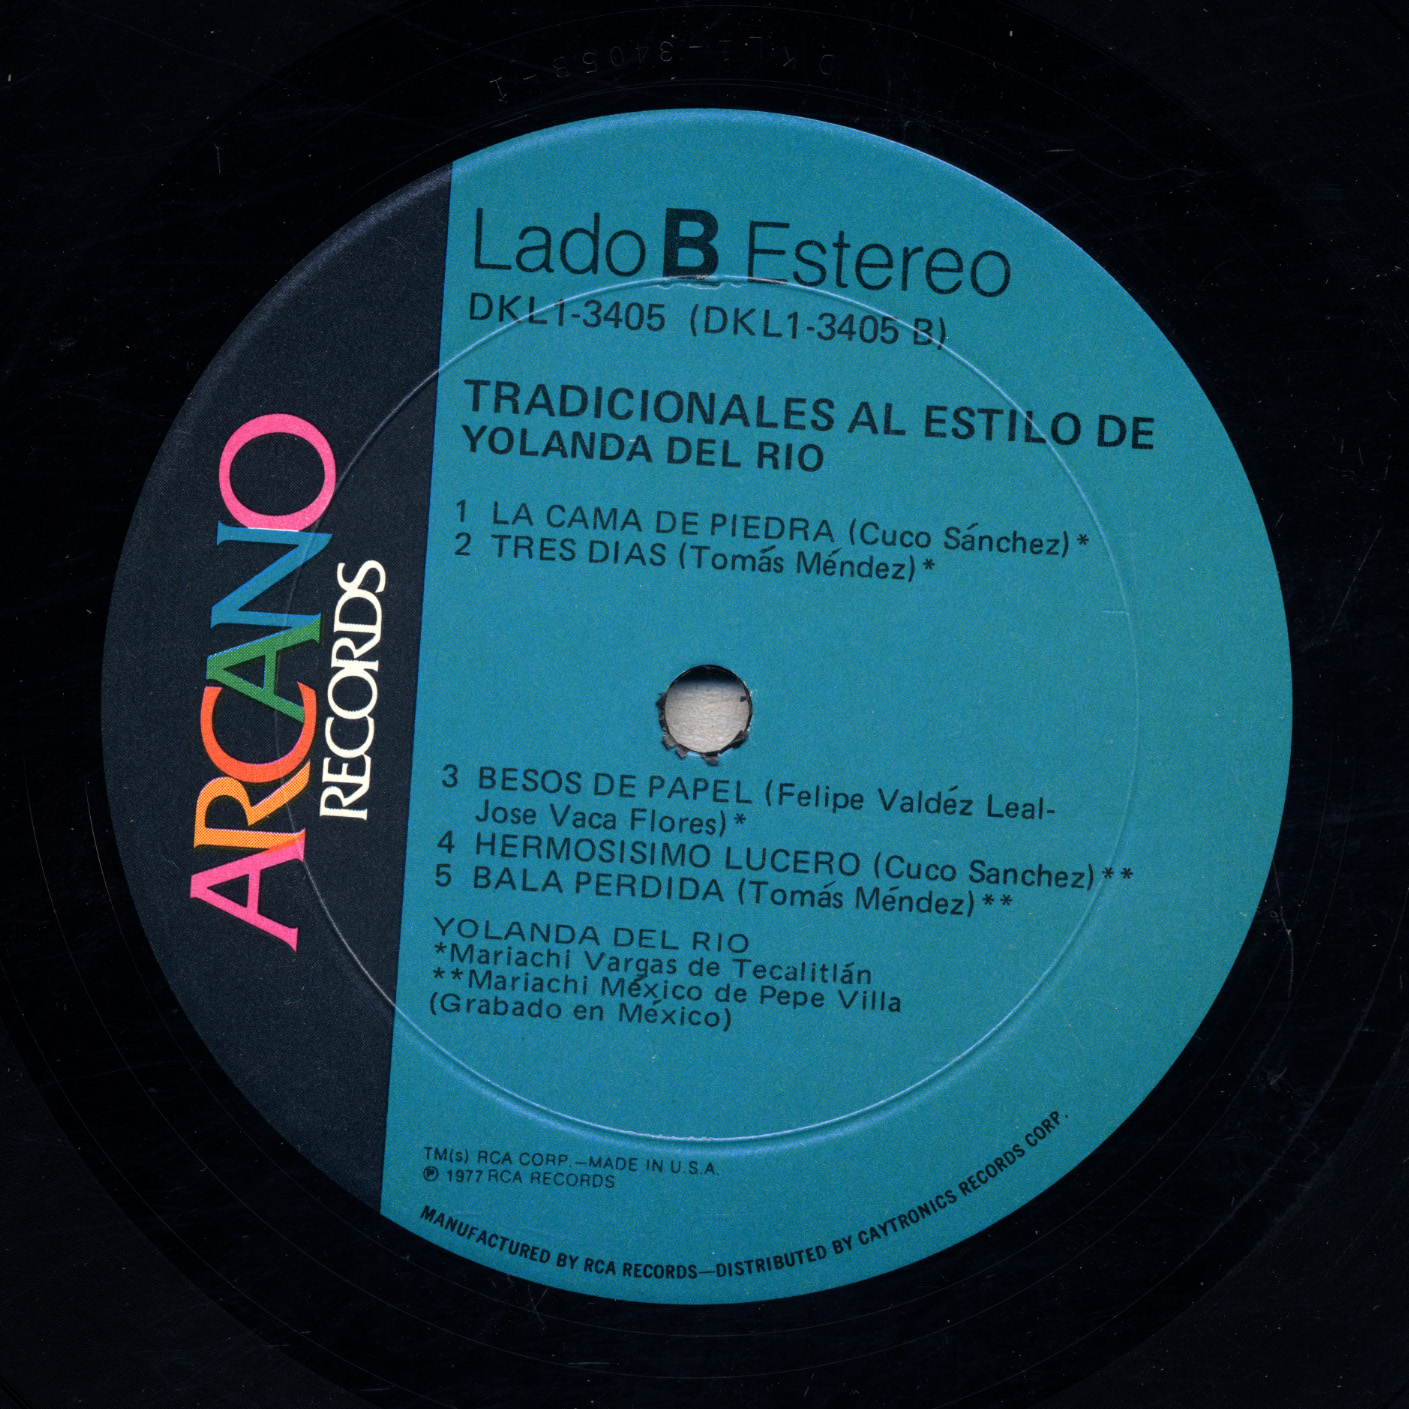 DKL1-3405B-1
Lado B Estereo
DKL1-3405 (DKL1-3405 B)
TRADICIONALES AL ESTILO DE
YOLANDA DEL RIO
1 LA CAMA DE PIEDRA (Cuco Sánchez)*
2 TRES DIAS (Tomás Méndez)*
ARCANO
RECORDS
3 BESOS DE PAPEL (Felipe Valdéz Leal-
Jose Vaca Flores)*
4 HERMOSISIMO LUCERO (Cuco Sanchez)**
5 BALA PERDIDA (Tomás Méndez)**
YOLANDA DEL RIO
*Mariachi Vargas de Tecalitlán
**Mariachi México de Pepe Villa
(Grabado en México)
TM(s) RCA CORP.—MADE IN U.S.A.
℗ 1977 RCA RECORDS
MANUFACTURED BY RCA RECORDS—DISTRIBUTED BY CAYTRONICS RECORDS CORP.